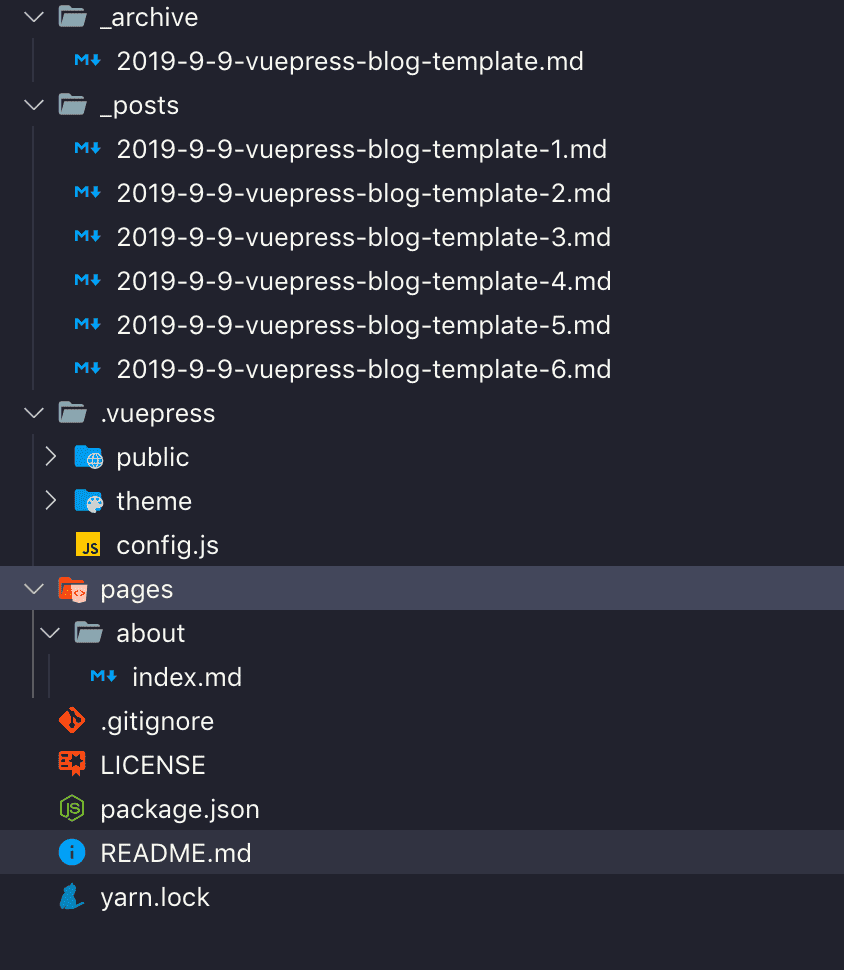 _archive
2019-9-9-vuepress-blog-template.md
_posts
2019-9-9-vuepress-blog-template-1.md
2019-9-9-vuepress-blog-template-2.md
2019-9-9-vuepress-blog-template-3.md
2019-9-9-vuepress-blog-template-4.md
2019-9-9-vuepress-blog-template-5.md
2019-9-9-vuepress-blog-template-6.md
.vuepress
public
theme
JS config.js
pages
about
index.md
.gitignore
LICENSE
package.json
README.md
yarn.lock